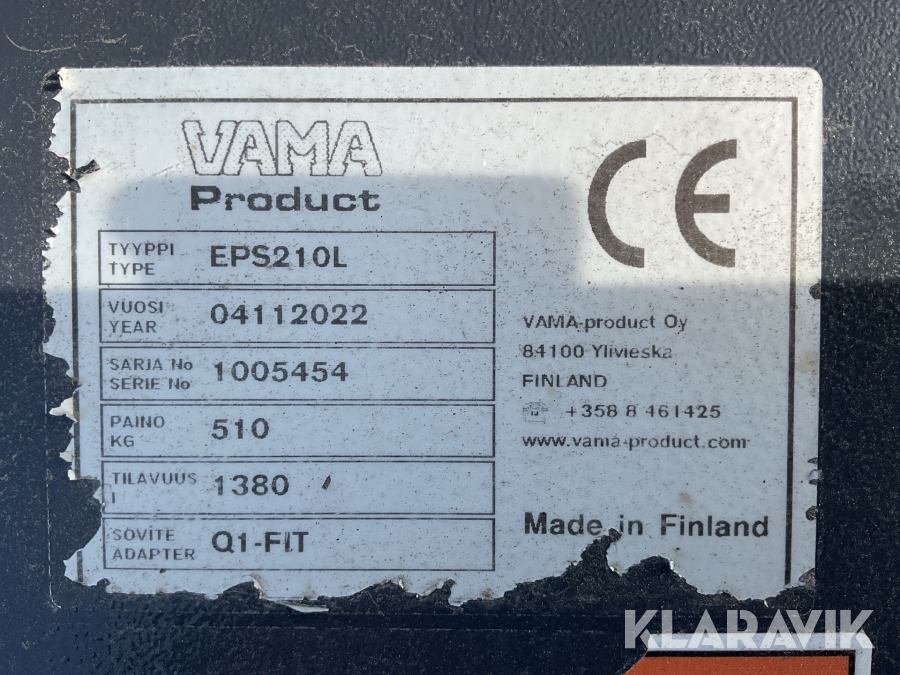 VAMA
Product
TYYPPI
TYPE
EPS210L
VUOSI
YEAR
04112022
SARJA No
SERIE No
1005454
PAINO
KG
510
TILAVUUS
l
1380
SOVITE
ADAPTER
Q1-FIT
CE
VAMA-product Oy
84100 Ylivieska
FINLAND
+358 8 461425
www.vama-product.com
Made in Finland
KLARAVIK